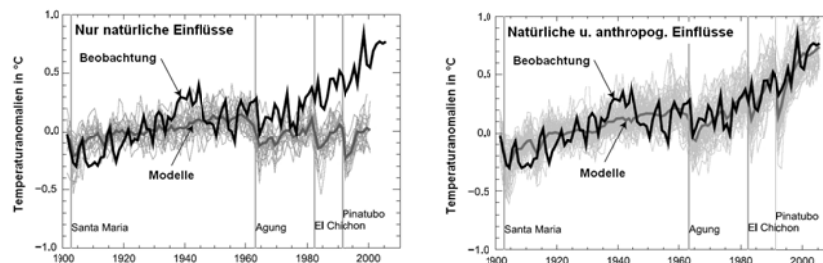 Nur natürliche Einflüsse
Beobachtung
Modelle
Santa Maria
Agung
El Chichon
Pinatubo
Temperaturanomalien in °C
1.0
0.5
0.0
−0.5
−1.0
1900 1920 1940 1960 1980 2000
Natürliche u. anthropog. Einflüsse
Beobachtung
Modelle
Santa Maria
Agung
El Chichon
Pinatubo
Temperaturanomalien in °C
1.0
0.5
0.0
−0.5
−1.0
1900 1920 1940 1960 1980 2000